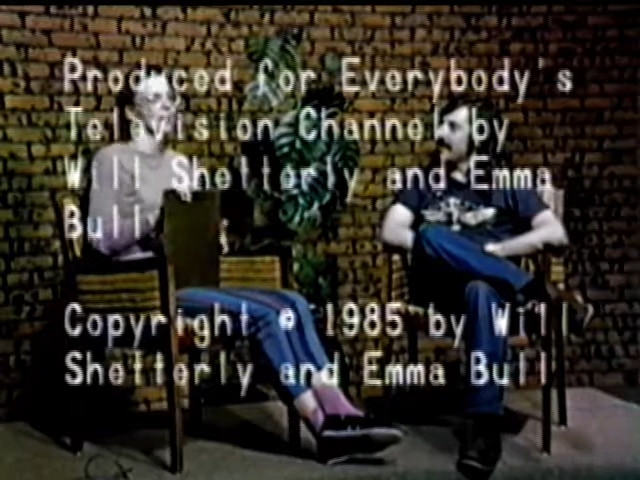 Produced for Everybody's
Television Channel by
Will Shetterly and Emma
Bull
Copyright © 1985 by Will
Shetterly and Emma Bull